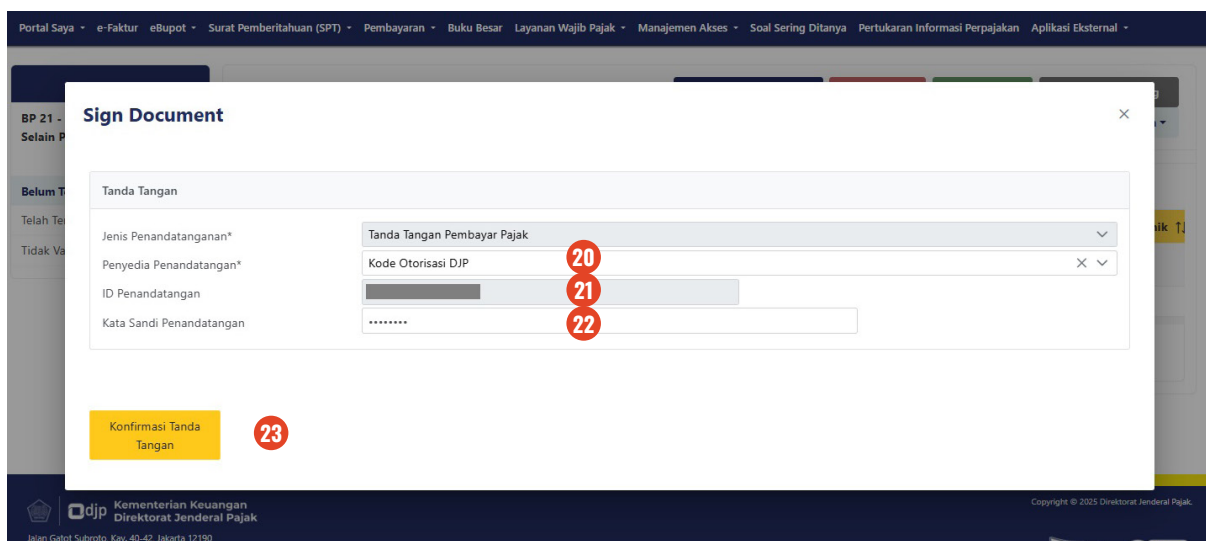 Portal Saya e-Faktur eBupot Surat Pemberitahuan (SPT) Pembayaran Buku Besar Layanan Wajib Pajak Manajemen Akses Soal Sering Ditanya Pertukaran Informasi Perpajakan Aplikasi Eksternal
Sign Document
BP 21 -
Selain P
Belum T
Telah Te
Tidak Va
Tanda Tangan
Jenis Penandatanganan* Tanda Tangan Pembayar Pajak
Penyedia Penandatangan* Kode Otorisasi DJP 20
ID Penandatangan 21
Kata Sandi Penandatangan •••••••• 22
aik
Konfirmasi Tanda
Tangan
23
djp Kementerian Keuangan
Direktorat Jenderal Pajak
Copyright © 2025 Direktorat Jenderal Pajak.
Jalan Gatot Subroto, Kav. 40-42, Jakarta 12190